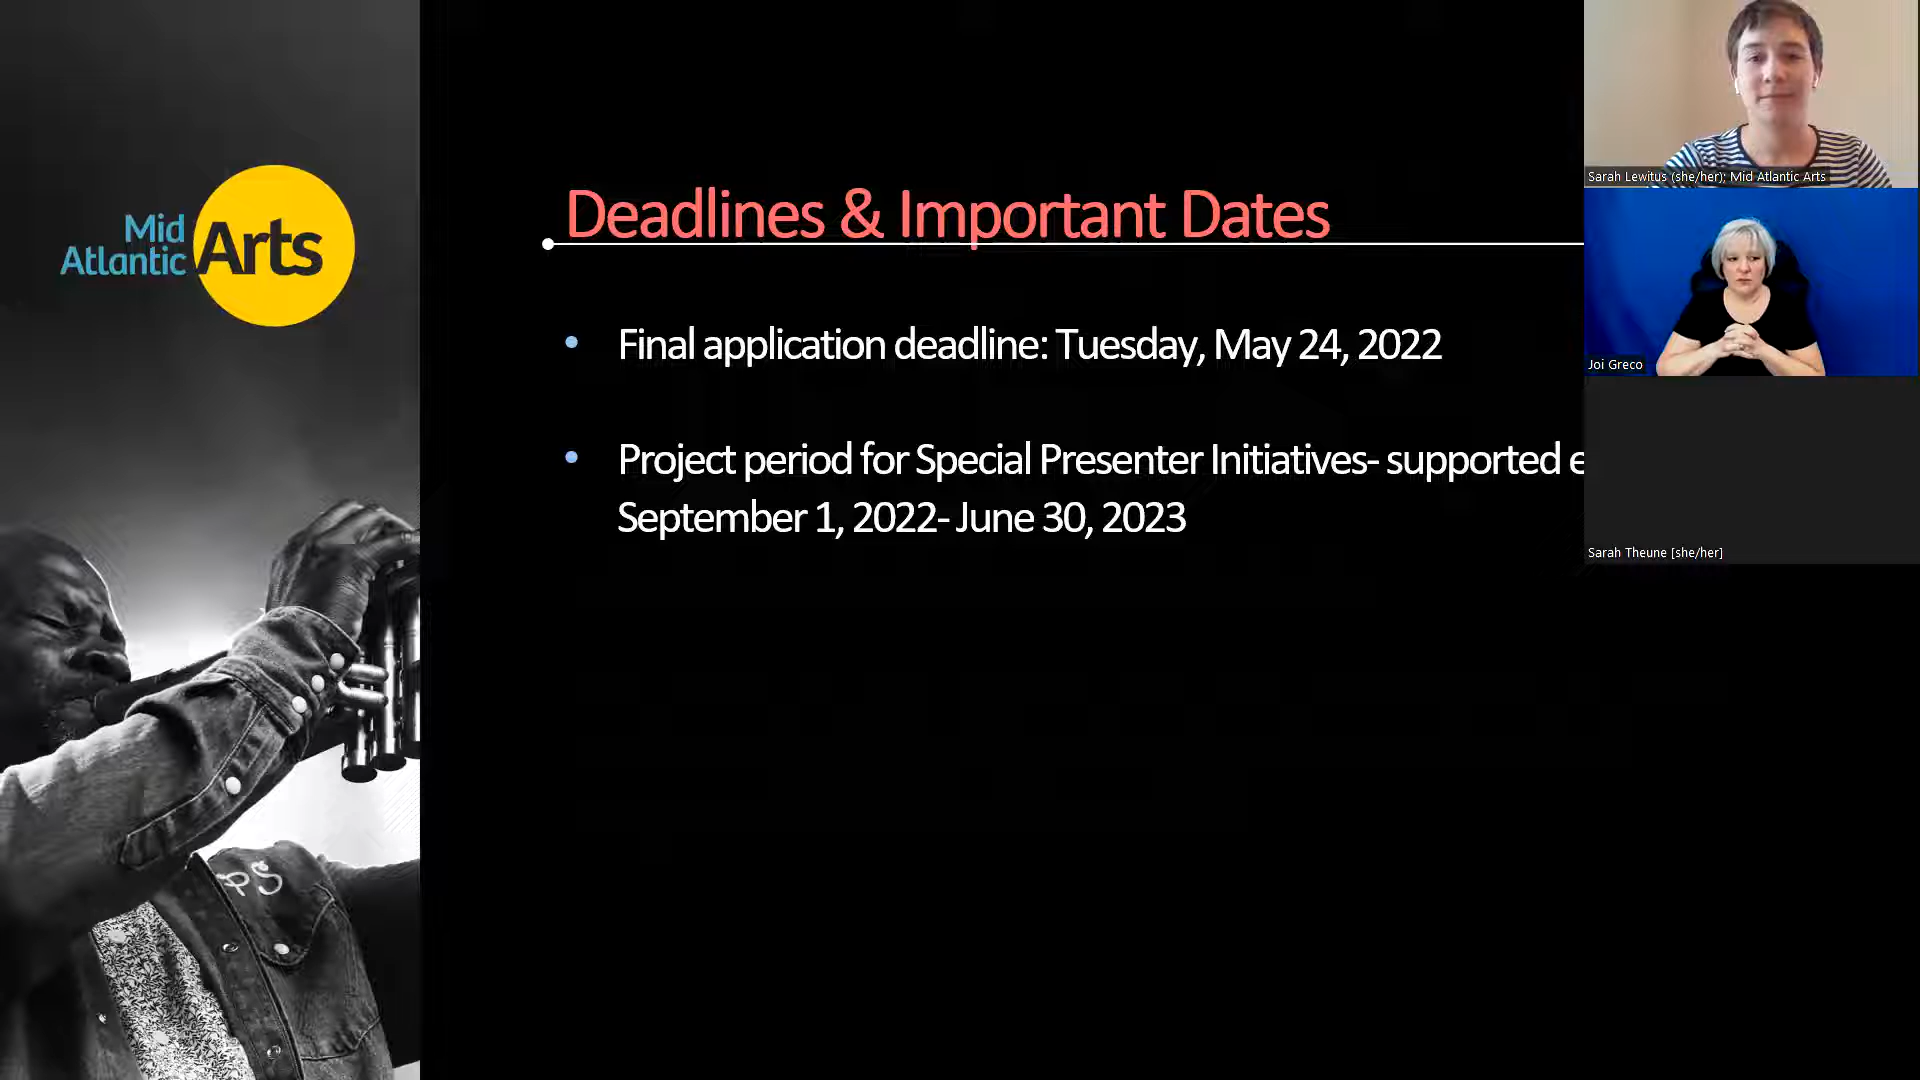 Mid
Atlantic
Arts
Deadlines & Important Dates
• Final application deadline: Tuesday, May 24, 2022
• Project period for Special Presenter Initiatives- supported
September 1, 2022- June 30, 2023
Sarah Lewitus (she/her); Mid Atlantic Arts
Joi Greco
Sarah Theune [she/her]
PS